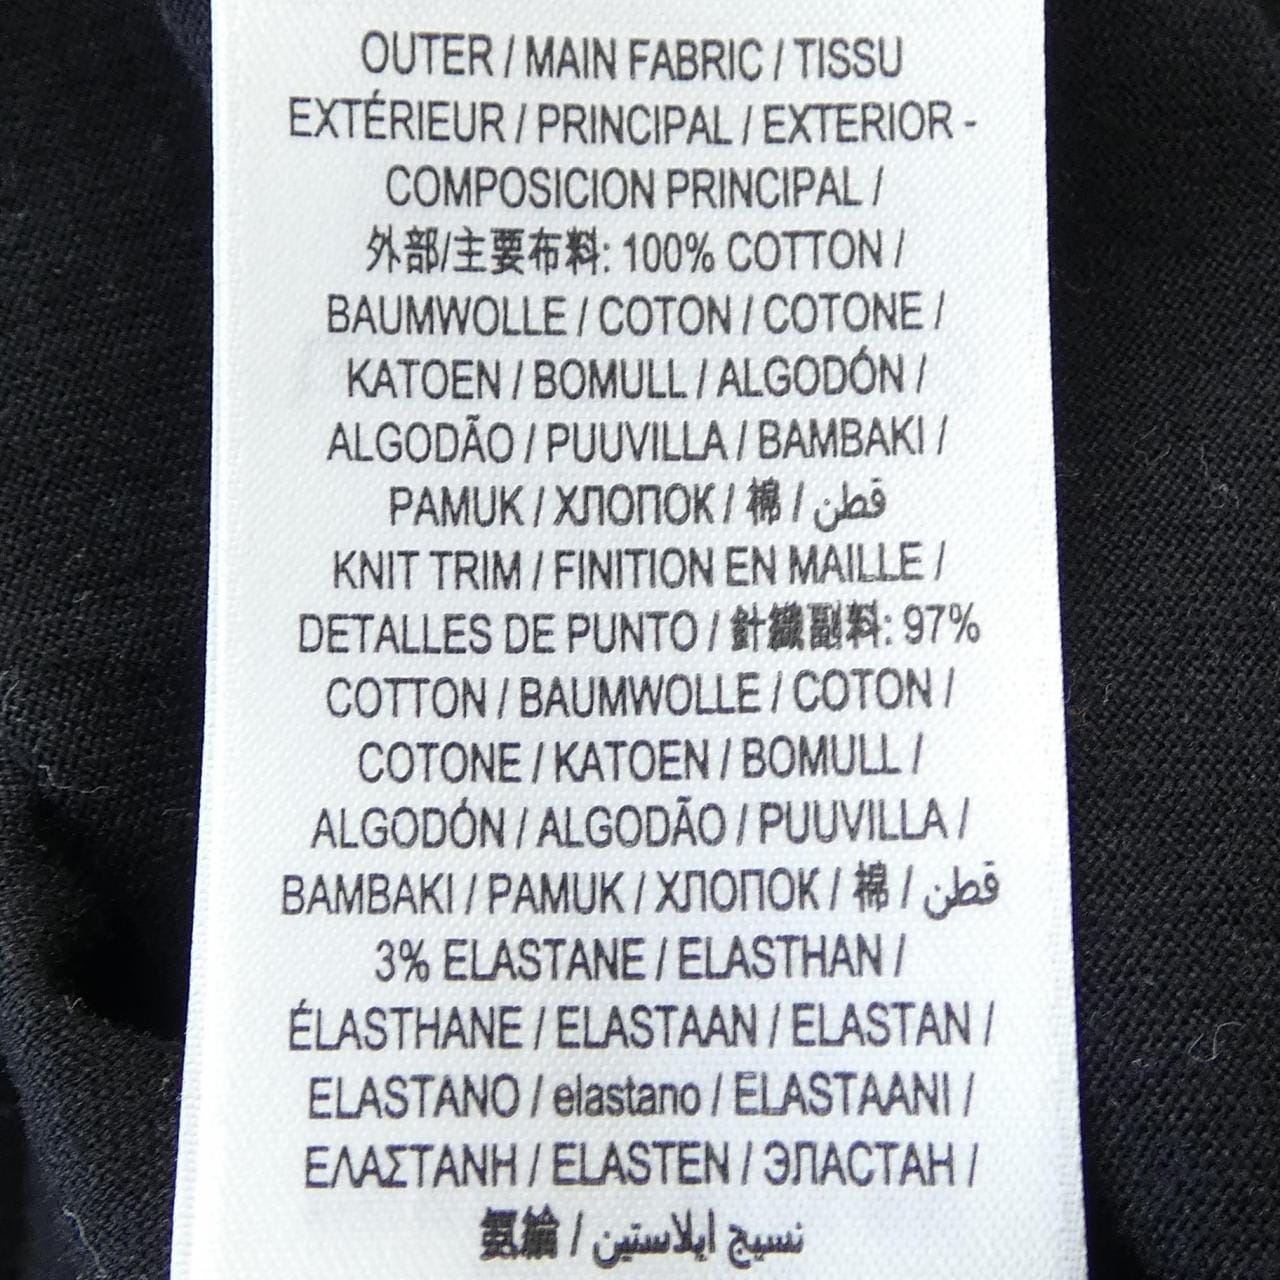 OUTER / MAIN FABRIC / TISSU
EXTÉRIEUR / PRINCIPAL / EXTERIOR -
COMPOSICION PRINCIPAL /
外部/主要布料: 100% COTTON /
BAUMWOLLE / COTON / COTONE /
KATOEN / BOMULL / ALGODÓN /
ALGODÃO / PUUVILLA / BAMBAKI /
PAMUK / ХЛОПОК / 棉 / قطن
KNIT TRIM / FINITION EN MAILLE /
DETALLES DE PUNTO / 針織副料: 97%
COTTON / BAUMWOLLE / COTON /
COTONE / KATOEN / BOMULL /
ALGODÓN / ALGODÃO / PUUVILLA /
BAMBAKI / PAMUK / ХЛОПОК / 棉 / قطن
3% ELASTANE / ELASTHAN /
ÉLASTHANE / ELASTAAN / ELASTAN /
ELASTANO / elastano / ELASTAANI /
ΕΛΑΣΤΑΝΗ / ELASTEN / ЭПАСТАН /
氨綸 / نسيج ايلاستين